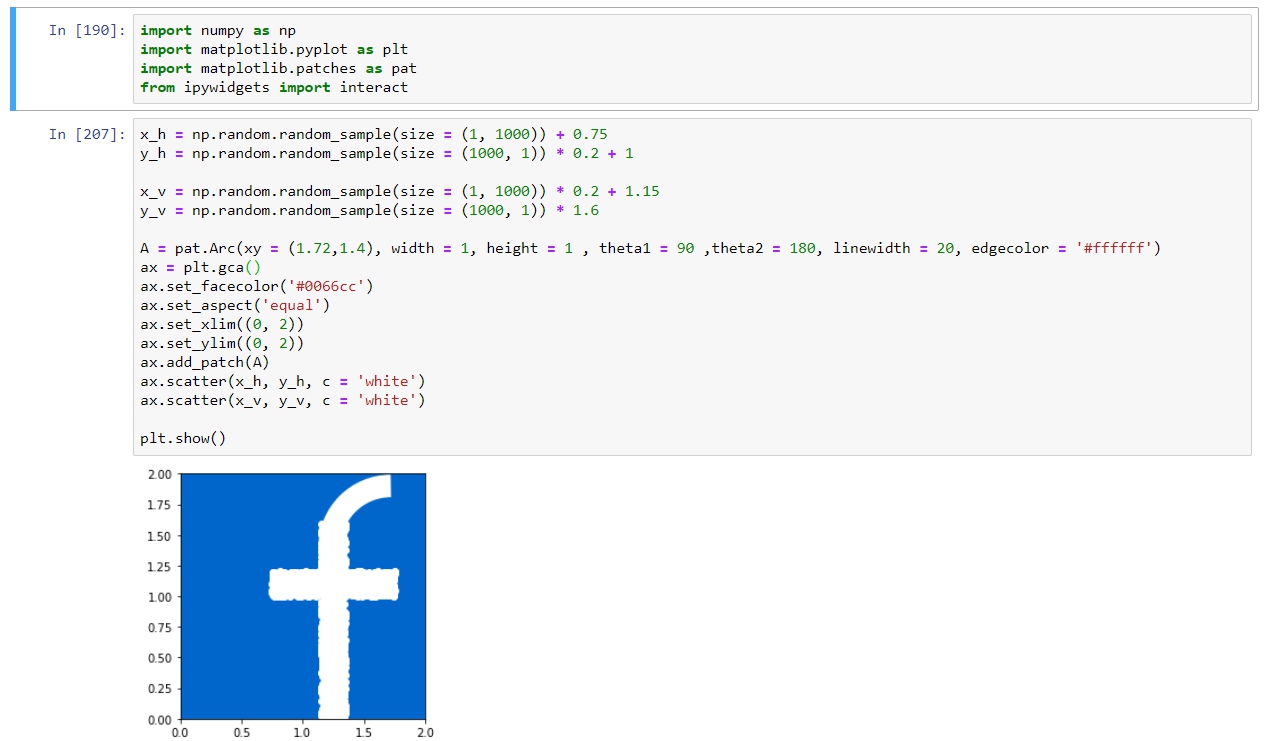 In [190]: import numpy as np
import matplotlib.pyplot as plt
import matplotlib.patches as pat
from ipywidgets import interact
In [207]: x_h = np.random.random_sample(size = (1, 1000)) + 0.75
y_h = np.random.random_sample(size = (1000, 1)) * 0.2 + 1
x_v = np.random.random_sample(size = (1, 1000)) * 0.2 + 1.15
y_v = np.random.random_sample(size = (1000, 1)) * 1.6
A = pat.Arc(xy = (1.72,1.4), width = 1, height = 1 , theta1 = 90 ,theta2 = 180, linewidth = 20, edgecolor = '#ffffff')
ax = plt.gca()
ax.set_facecolor('#0066cc')
ax.set_aspect('equal')
ax.set_xlim((0, 2))
ax.set_ylim((0, 2))
ax.add_patch(A)
ax.scatter(x_h, y_h, c = 'white')
ax.scatter(x_v, y_v, c = 'white')
plt.show()
2.00
1.75
1.50
1.25
1.00
0.75
0.50
0.25
0.00
0.0 0.5 1.0 1.5 2.0